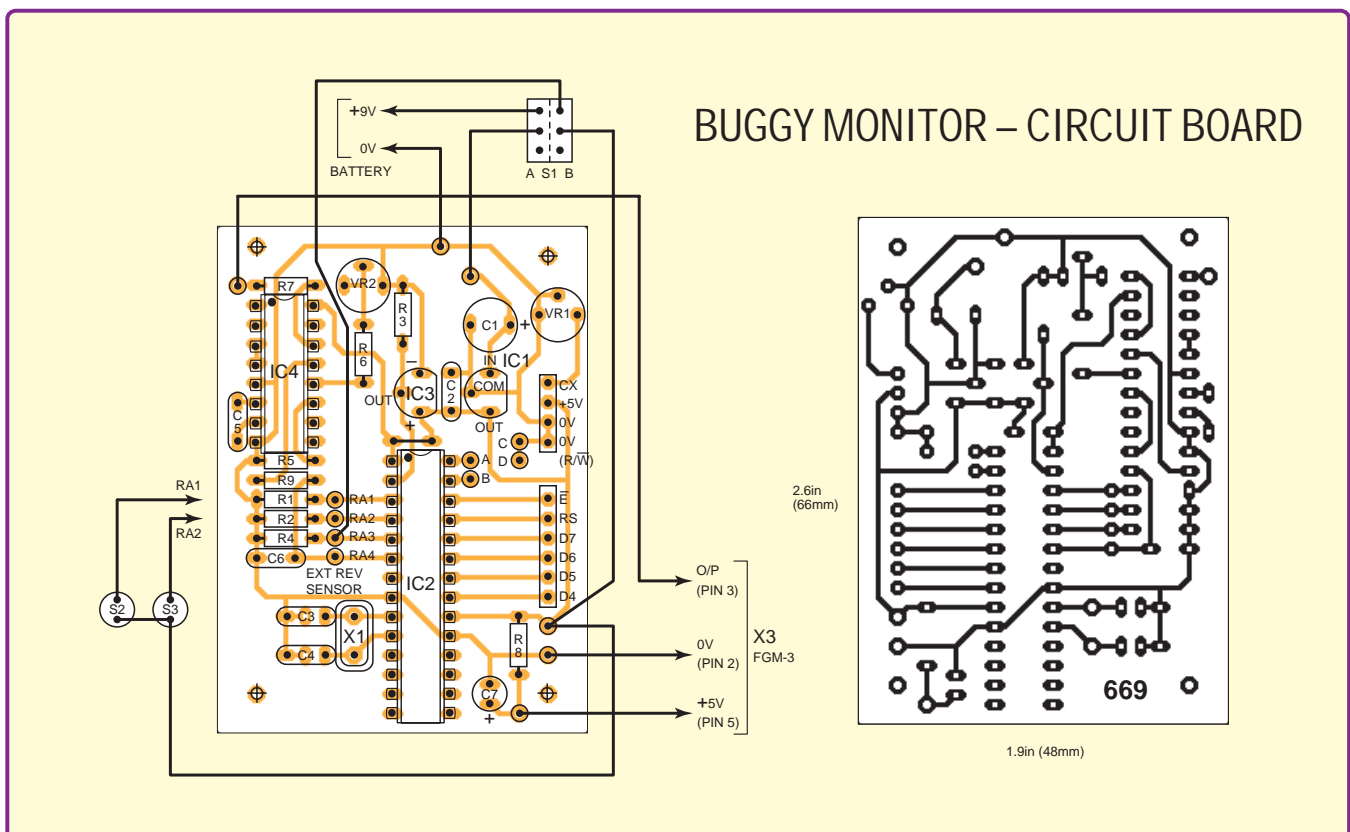 BUGGY MONITOR – CIRCUIT BOARD
+9V
0V
BATTERY
A S1 B
R7
VR2
R3
C1
+
VR1
R6
IC4
IN
IC1
–
COM
OUT
IC3
C2
OUT
+
C5
CX
+5V
0V
0V
(R/W̅)
C
D
A
B
R5
R9
R1
R2
R4
C6
RA1
RA2
RA1
RA2
RA3
RA4
EXT REV
SENSOR
IC2
E̅
RS
D7
D6
D5
D4
S2
S3
C3
C4
X1
R8
C7
+
O/P
(PIN 3)
0V
(PIN 2)
+5V
(PIN 5)
X3
FGM-3
2.6in
(66mm)
669
1.9in (48mm)